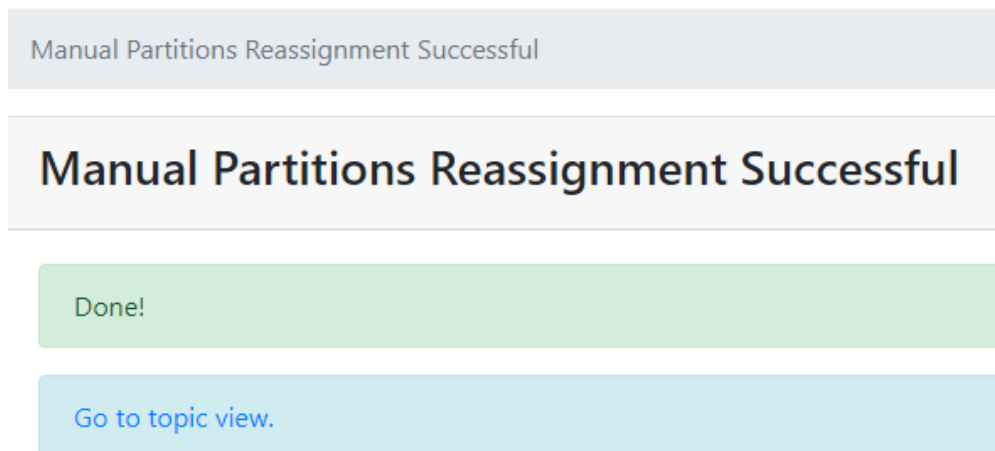 Manual Partitions Reassignment Successful
Manual Partitions Reassignment Successful
Done!
Go to topic view.